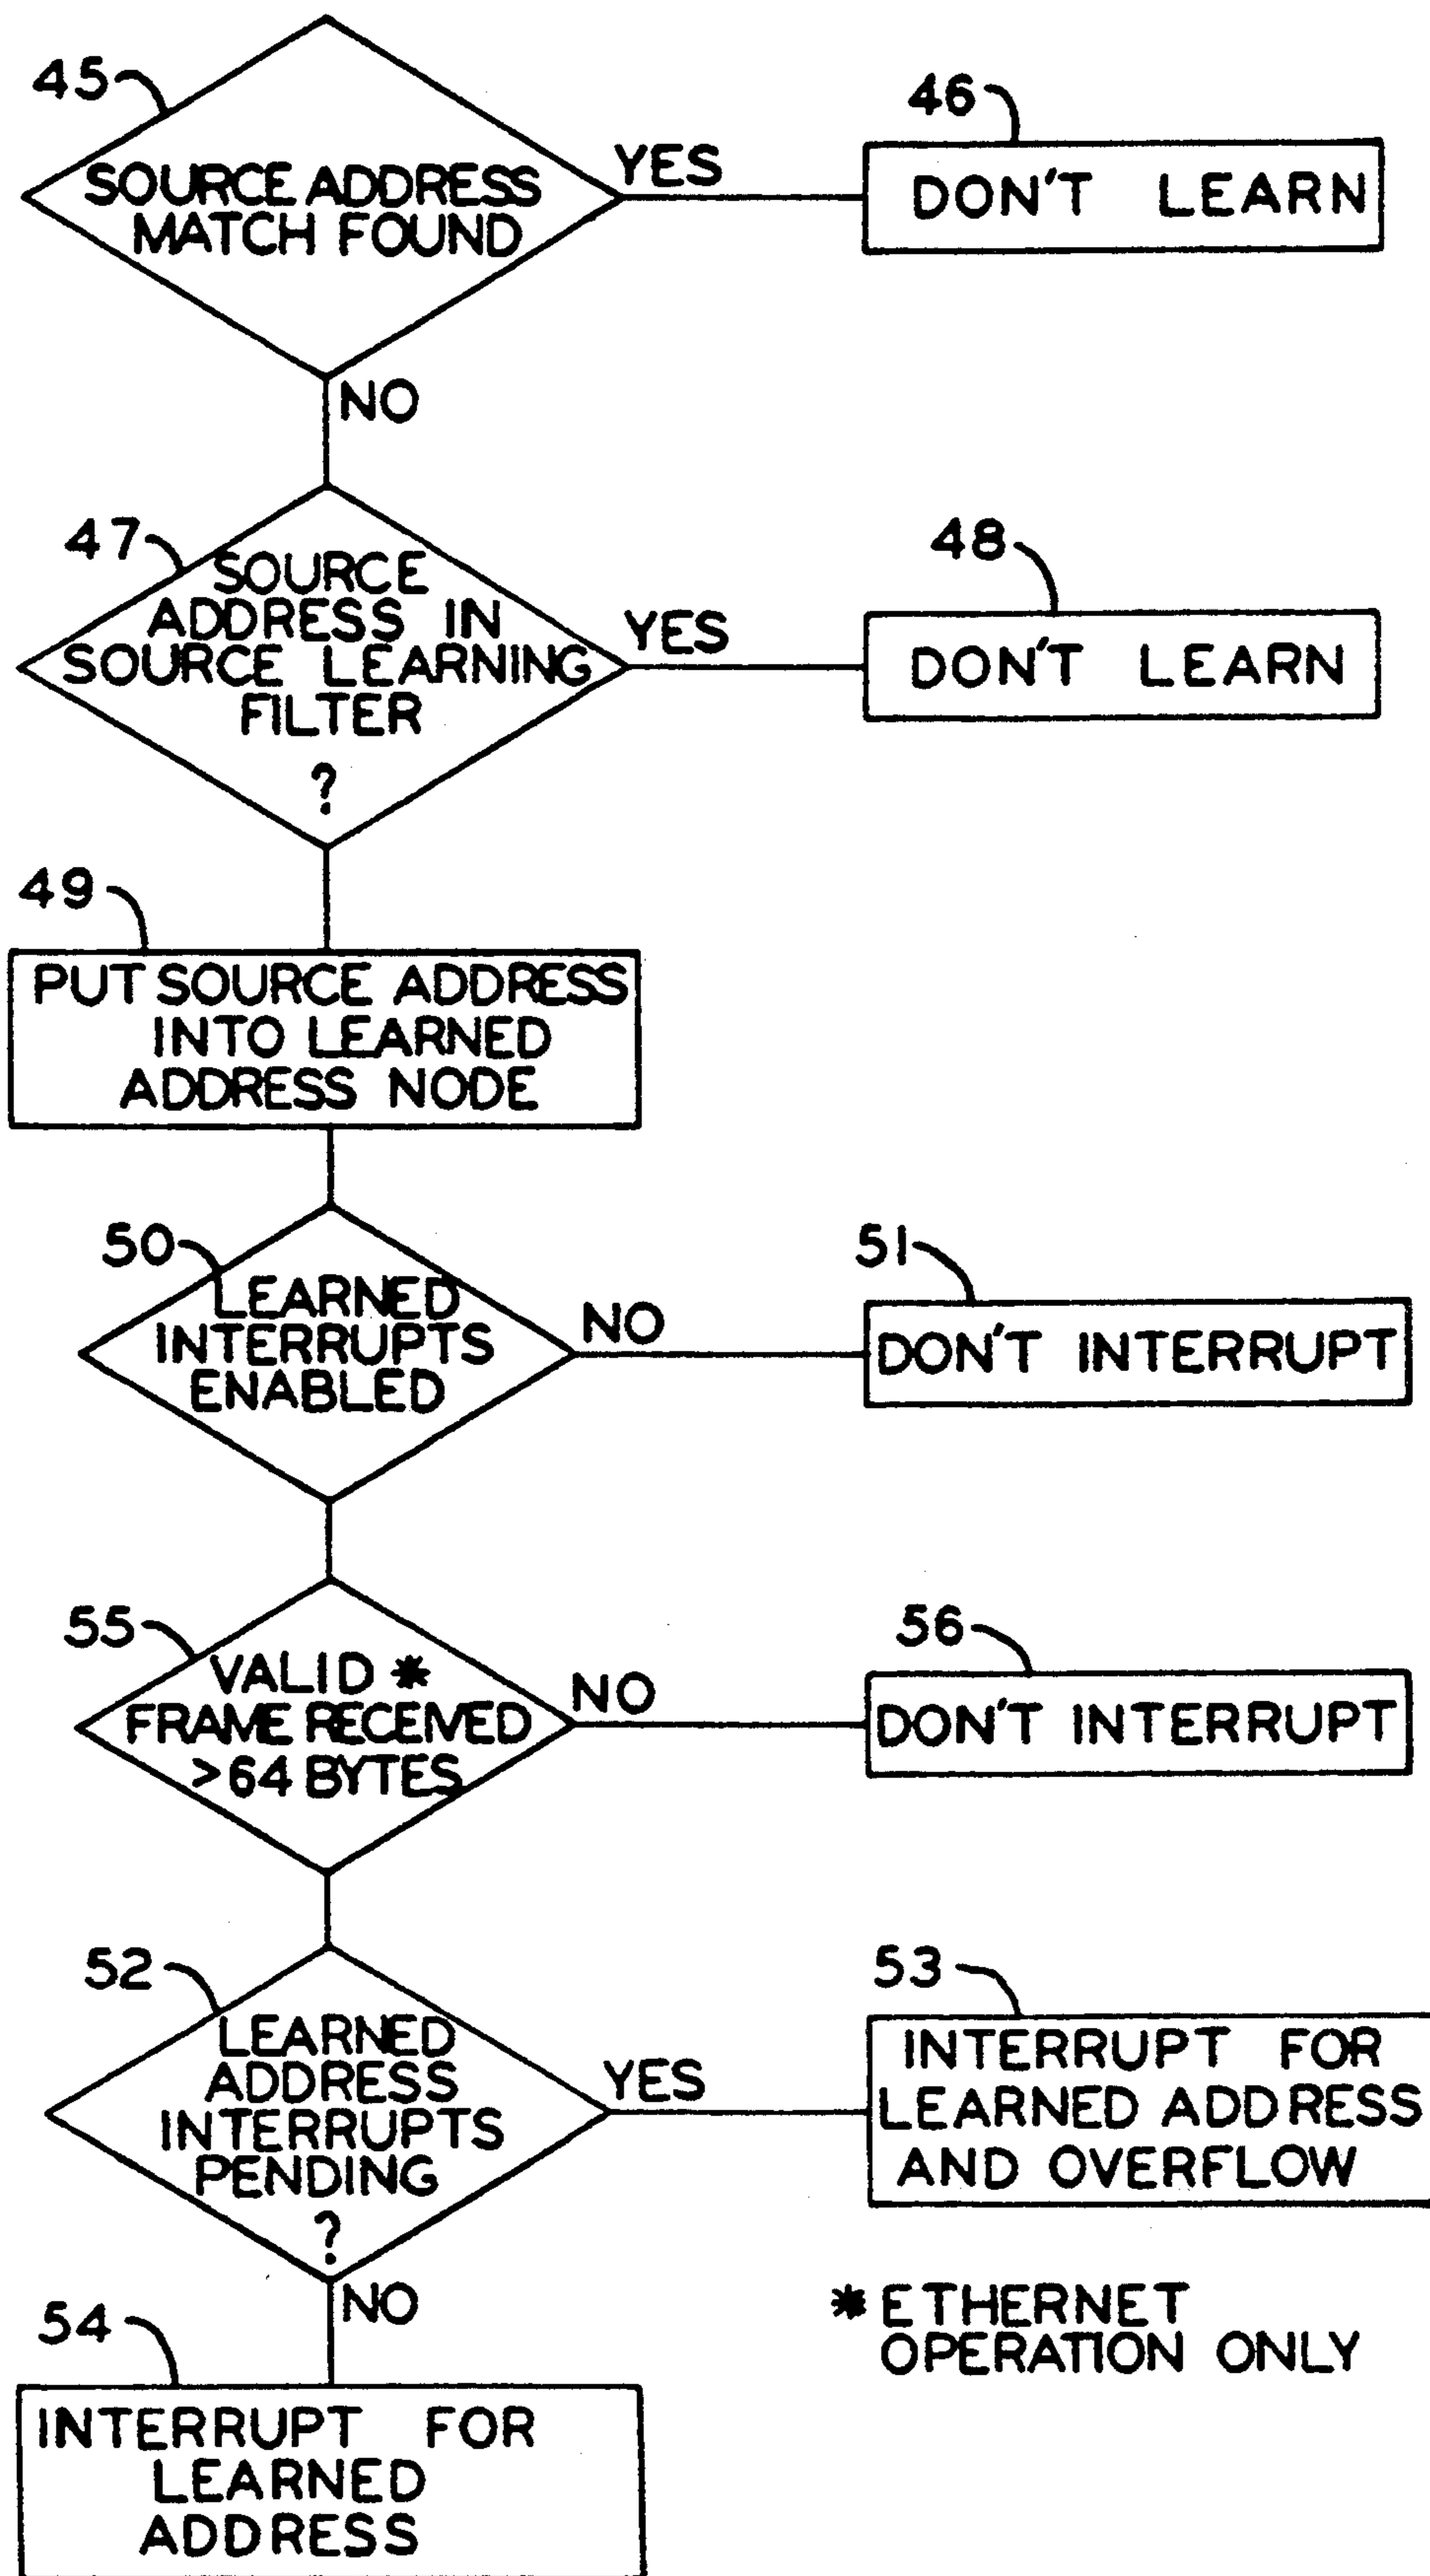 45
SOURCE ADDRESS
MATCH FOUND
YES
46
DON'T LEARN
NO
47
SOURCE
ADDRESS IN
SOURCE LEARNING
FILTER
?
YES
48
DON'T LEARN
49
PUT SOURCE ADDRESS
INTO LEARNED
ADDRESS NODE
50
LEARNED
INTERRUPTS
ENABLED
NO
51
DON'T INTERRUPT
55
VALID *
FRAME RECEIVED
>64 BYTES
NO
56
DON'T INTERRUPT
52
LEARNED
ADDRESS
INTERRUPTS
PENDING
?
YES
53
INTERRUPT FOR
LEARNED ADDRESS
AND OVERFLOW
NO
54
INTERRUPT FOR
LEARNED
ADDRESS
* ETHERNET
OPERATION ONLY